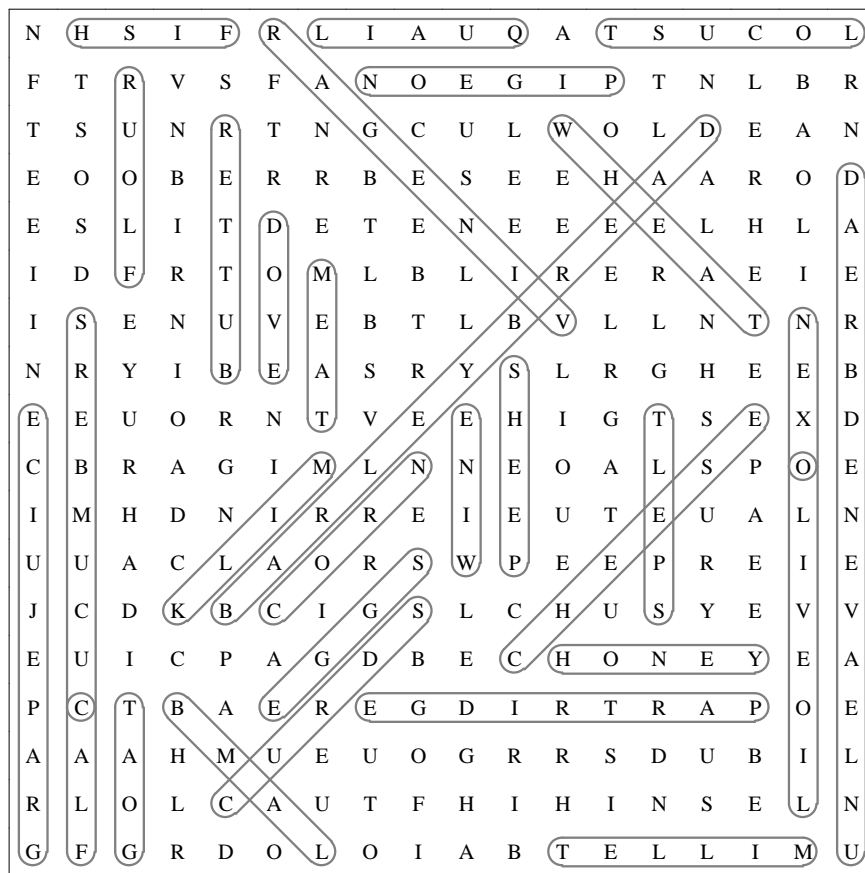 N H S I F R L I A U Q A T S U C O L
F T R V S F A N O E G I P T N L B R
T S U N R T N G C U L W O L D E A N
E O O B E R R B E S E E H A A R O D
E S L I T D E T E N E E E E L H L A
I D F R T O M L B L I R E R A E I E
I S E N U V E B T L B V L L N T N R
N R Y I B E A S R Y S L R G H E E B
E E U O R N T V E E H I G T S E X D
C B R A G I M L N N E O A L S P O E
I M H D N I R R E I E U T E U A L N
U U A C L A O R S W P E E P R E I E
J C D K B C I G S L C H U S Y E V V
E U I C P A G D B E C H O N E Y E A
P C T B A E R E G D I R T R A P O E
A A A H M U E U O G R R S D U B I L
R L O L C A U T F H I H I N S E L N
G F G R D O L O I A B T E L L I M U